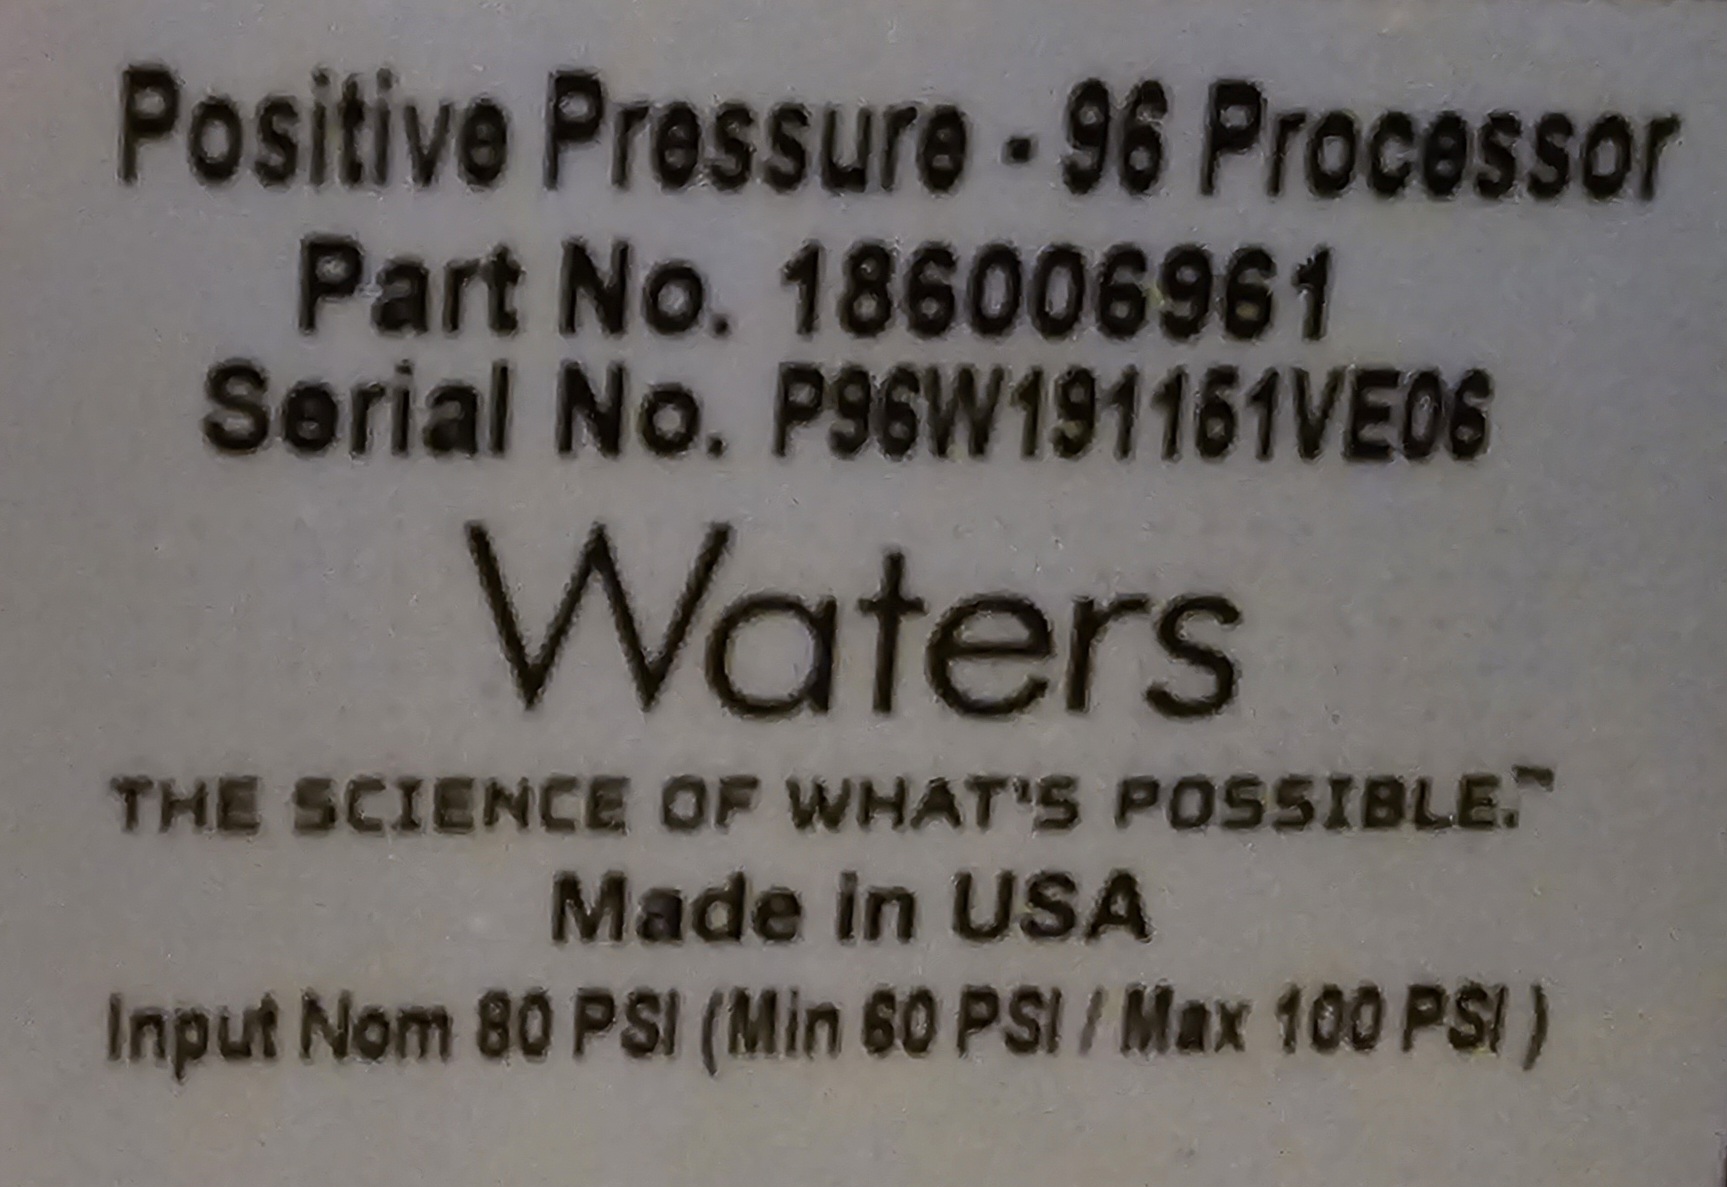 Positive Pressure - 96 Processor
Part No. 186006961
Serial No. P96W191151VE06
Waters
THE SCIENCE OF WHAT'S POSSIBLE.™
Made in USA
Input Nom 80 PSI (Min 60 PSI / Max 100 PSI )